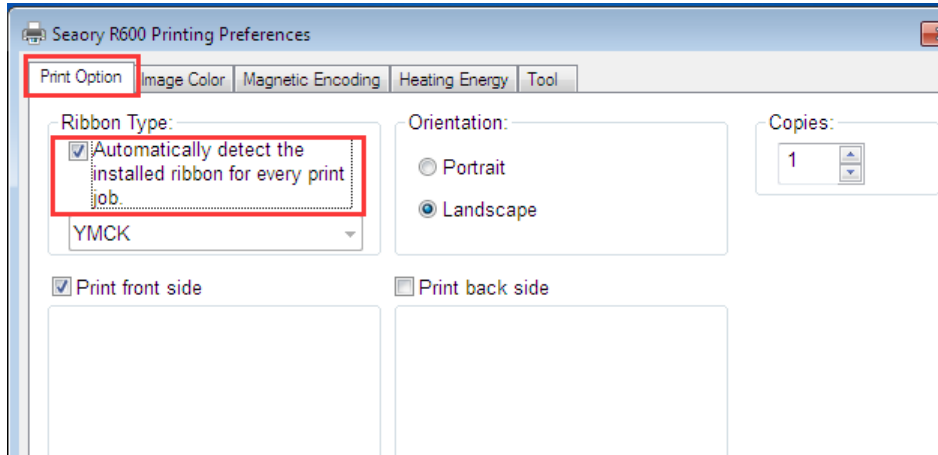 Seaory R600 Printing Preferences
Print Option Image Color Magnetic Encoding Heating Energy Tool
Ribbon Type: Orientation: Copies:
Automatically detect the
installed ribbon for every print
job.
YMCK
Portrait
Landscape
1
Print front side Print back side